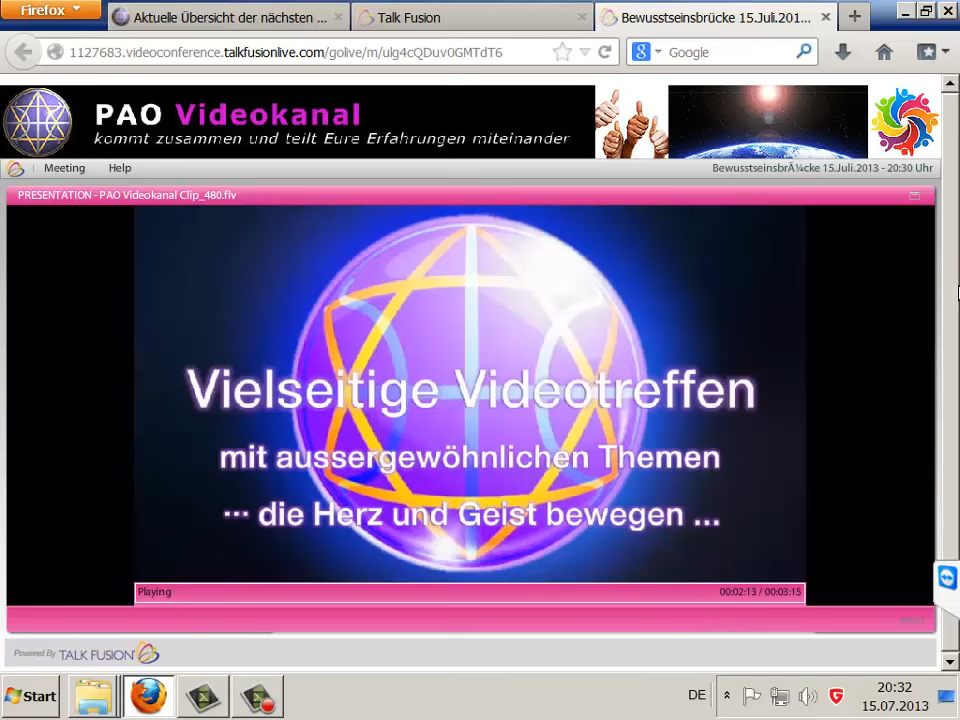 Firefox
Aktuelle Übersicht der nächsten ...
Talk Fusion
Bewusstseinsbrücke 15.Juli.201...
1127683.videoconference.talkfusionlive.com/golive/m/ulg4cQDuv0GMTdT6
Google
PAO Videokanal
kommt zusammen und teilt Eure Erfahrungen miteinander
Meeting Help
BewusstseinsbrÃ¼cke 15.Juli.2013 - 20:30 Uhr
PRESENTATION - PAO Videokanal Clip_480.flv
Vielseitige Videotreffen
mit aussergewöhnlichen Themen
... die Herz und Geist bewegen ...
Playing
00:02:13 / 00:03:15
Powered By TALK FUSION
Start
DE
20:32
15.07.2013